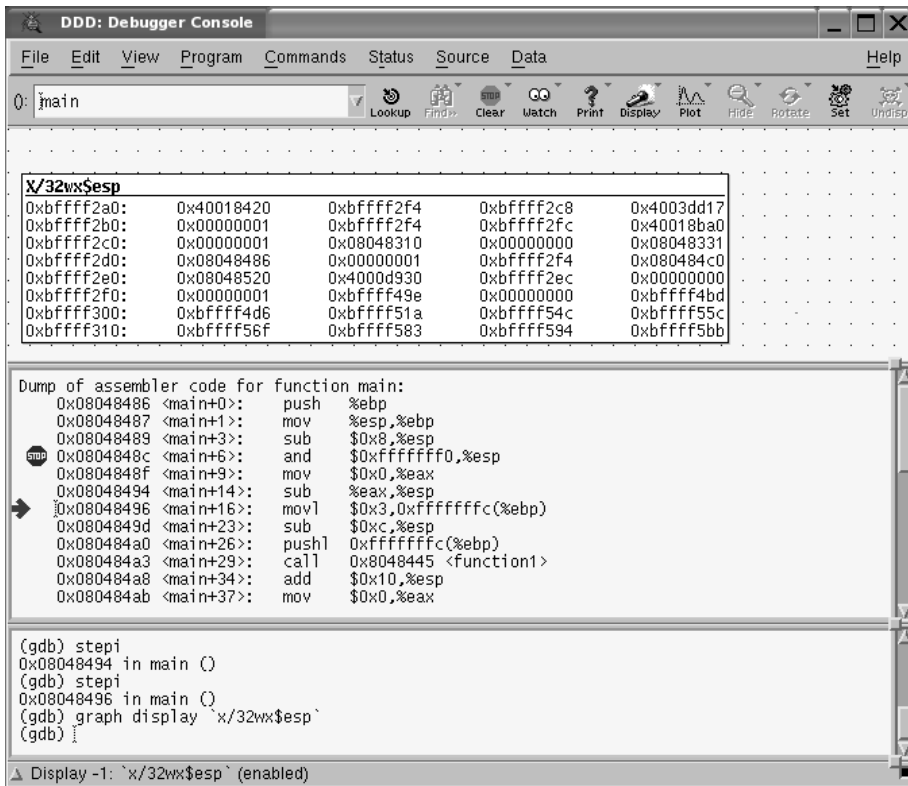 DDD: Debugger Console
File Edit View Program Commands Status Source Data Help
(): main Lookup Find» Clear Watch Print Display Plot Hide Rotate Set Undisp
STOP
X/32wx$esp
0xbffff2a0: 0x40018420 0xbffff2f4 0xbffff2c8 0x4003dd17
0xbffff2b0: 0x00000001 0xbffff2f4 0xbffff2fc 0x40018ba0
0xbffff2c0: 0x00000001 0x08048310 0x00000000 0x08048331
0xbffff2d0: 0x08048486 0x00000001 0xbffff2f4 0x080484c0
0xbffff2e0: 0x08048520 0x4000d930 0xbffff2ec 0x00000000
0xbffff2f0: 0x00000001 0xbffff49e 0x00000000 0xbffff4bd
0xbffff300: 0xbffff4d6 0xbffff51a 0xbffff54c 0xbffff55c
0xbffff310: 0xbffff56f 0xbffff583 0xbffff594 0xbffff5bb
Dump of assembler code for function main:
0x08048486 <main+0>: push %ebp
0x08048487 <main+1>: mov %esp,%ebp
0x08048489 <main+3>: sub $0x8,%esp
STOP 0x0804848c <main+6>: and $0xfffffff0,%esp
0x0804848f <main+9>: mov $0x0,%eax
0x08048494 <main+14>: sub %eax,%esp
0x08048496 <main+16>: movl $0x3,0xfffffffc(%ebp)
0x0804849d <main+23>: sub $0xc,%esp
0x080484a0 <main+26>: pushl 0xfffffffc(%ebp)
0x080484a3 <main+29>: call 0x8048445 <function1>
0x080484a8 <main+34>: add $0x10,%esp
0x080484ab <main+37>: mov $0x0,%eax
(gdb) stepi
0x08048494 in main ()
(gdb) stepi
0x08048496 in main ()
(gdb) graph display `x/32wx$esp`
(gdb)
Display -1: `x/32wx$esp` (enabled)